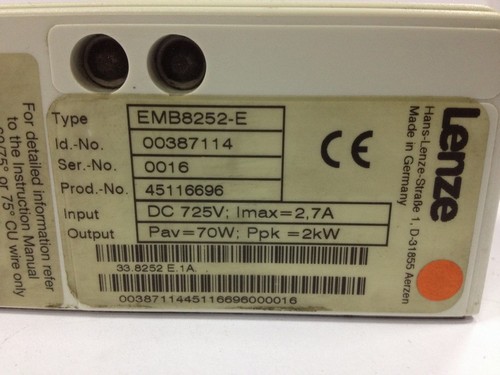 Type EMB8252-E
Id.-No. 00387114
Ser.-No. 0016
Prod.-No. 45116696
Input DC 725V; Imax=2,7A
Output Pav=70W; Ppk =2kW
33.8252 E.1A.
0038711445116696000016
CE
Lenze
Hans-Lenze-Straße 1, D-31855 Aerzen
Made in Germany
For detailed information refer
to the Instruction Manual
75° or 75° CU wire only